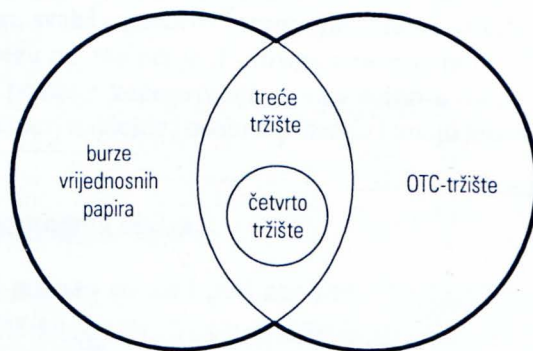 burze
vrijednosnih
papira
treće
tržište
četvrto
tržište
OTC-tržište